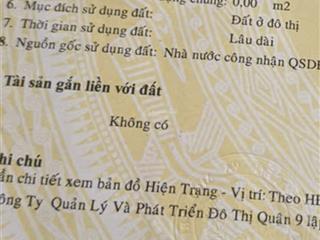 6. Mục đích sử dụng đất: Đất ở đô thị
7. Thời gian sử dụng đất: Lâu dài
8. Nguồn gốc sử dụng đất: Nhà nước công nhận QSDĐ
Tài sản gắn liền với đất
Không có
hi chú
ần chi tiết xem bản đồ Hiện Trạng - Vị trí: Theo HĐ
ông Ty Quản Lý Và Phát Triển Đô Thị Quân 9 lập